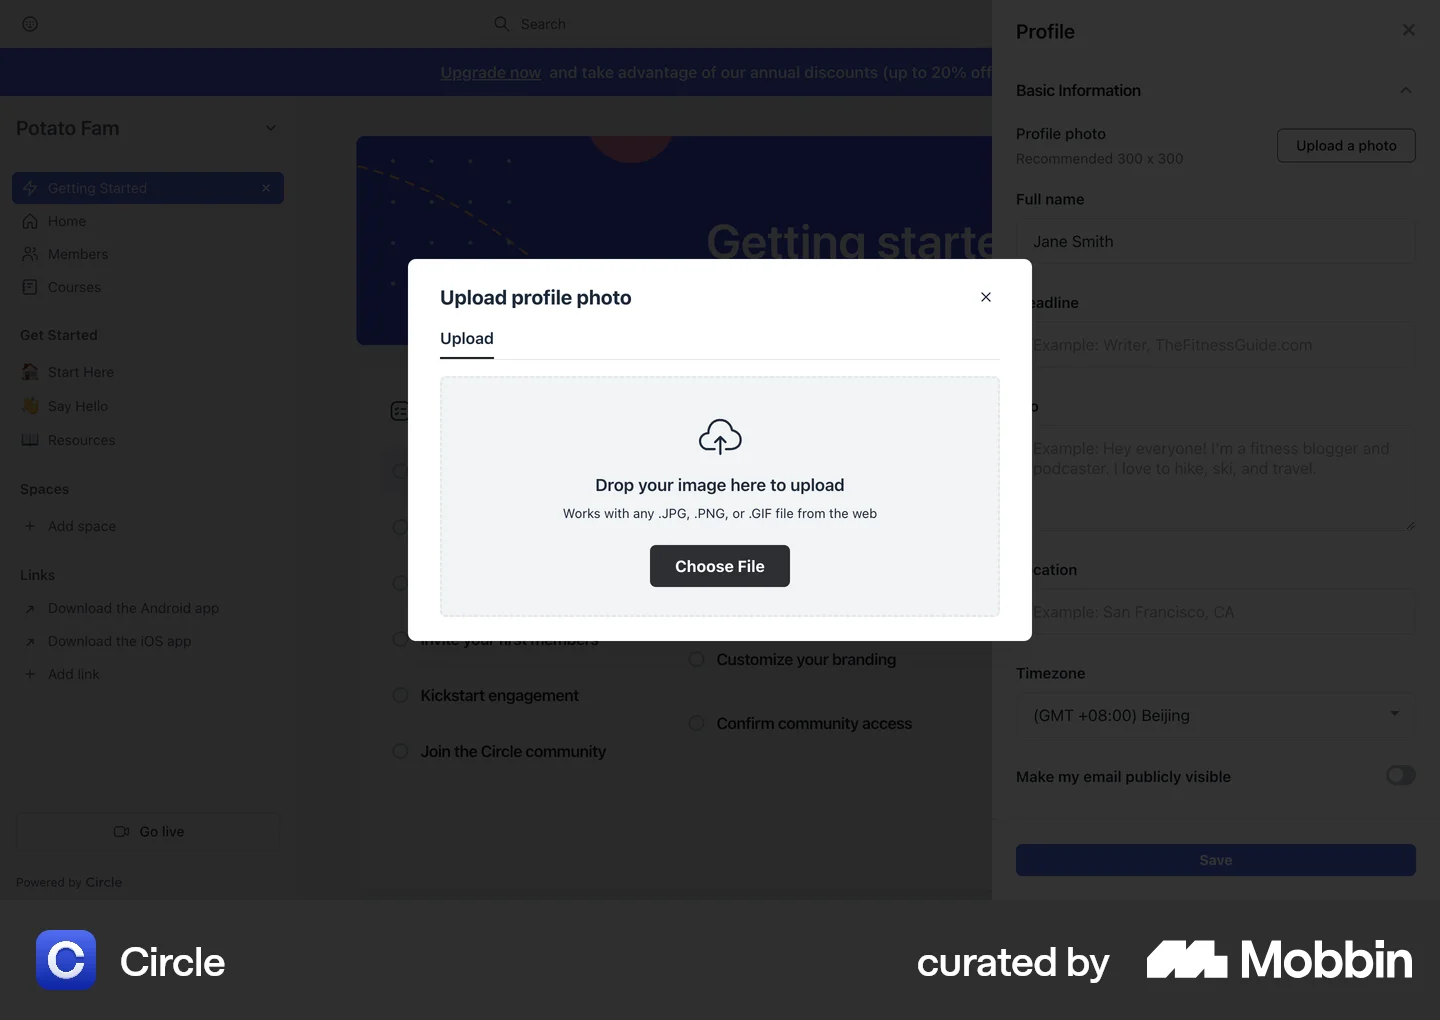 Search
Upgrade now and take advantage of our annual discounts (up to 20% off
Potato Fam
Getting Started
Home
Members
Courses
Get Started
Start Here
Say Hello
Resources
Spaces
Add space
Links
Download the Android app
Download the iOS app
Add link
Go live
Powered by Circle
Getting starte
Invite your first members
Kickstart engagement
Join the Circle community
Customize your branding
Confirm community access
Upload profile photo
Upload
Drop your image here to upload
Works with any .JPG, .PNG, or .GIF file from the web
Choose File
Profile
Basic Information
Profile photo
Recommended 300 x 300
Upload a photo
Full name
Jane Smith
eadline
Example: Writer, TheFitnessGuide.com
o
Example: Hey everyone! I'm a fitness blogger and
podcaster. I love to hike, ski, and travel.
cation
Example: San Francisco, CA
Timezone
(GMT +08:00) Beijing
Make my email publicly visible
Save
C Circle
curated by Mobbin